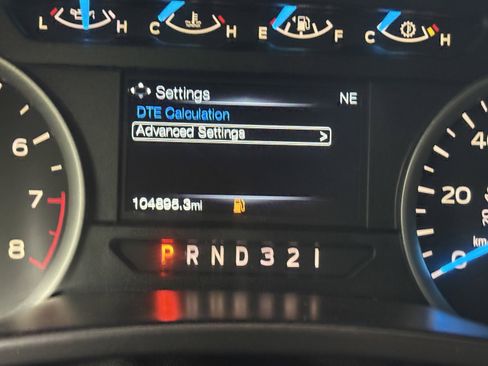 L H C H E F C H
Settings NE
DTE Calculation
Advanced Settings >
104895.3mi
P R N D 3 2 1
6
7
8
40
20
0
km